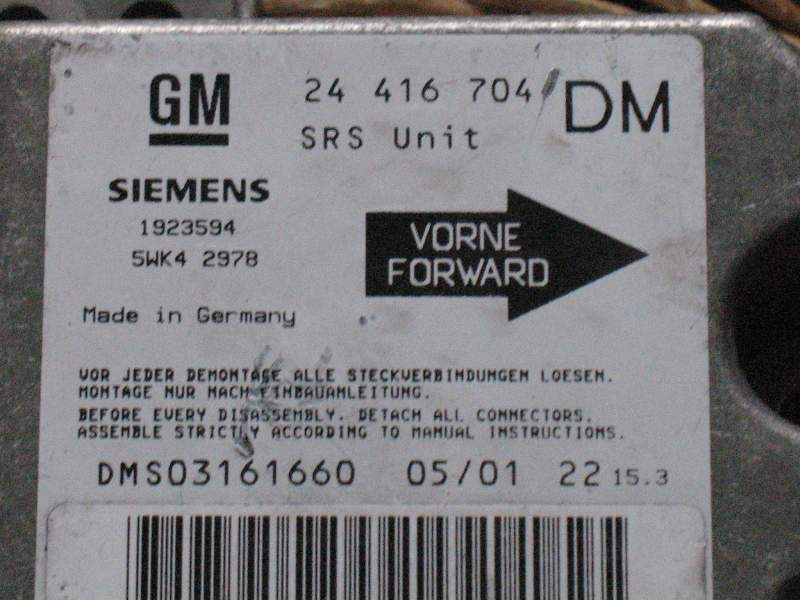 GM 24 416 704 DM
SRS Unit
SIEMENS
1923594
5WK4 2978
VORNE
FORWARD
Made in Germany
VOR JEDER DEMONTAGE ALLE STECKVERBINDUNGEN LOESEN.
MONTAGE NUR NACH EINBAUANLEITUNG.
BEFORE EVERY DISASSEMBLY. DETACH ALL CONNECTORS.
ASSEMBLE STRICTLY ACCORDING TO MANUAL INSTRUCTIONS.
DMS03161660 05/01 22 15.3